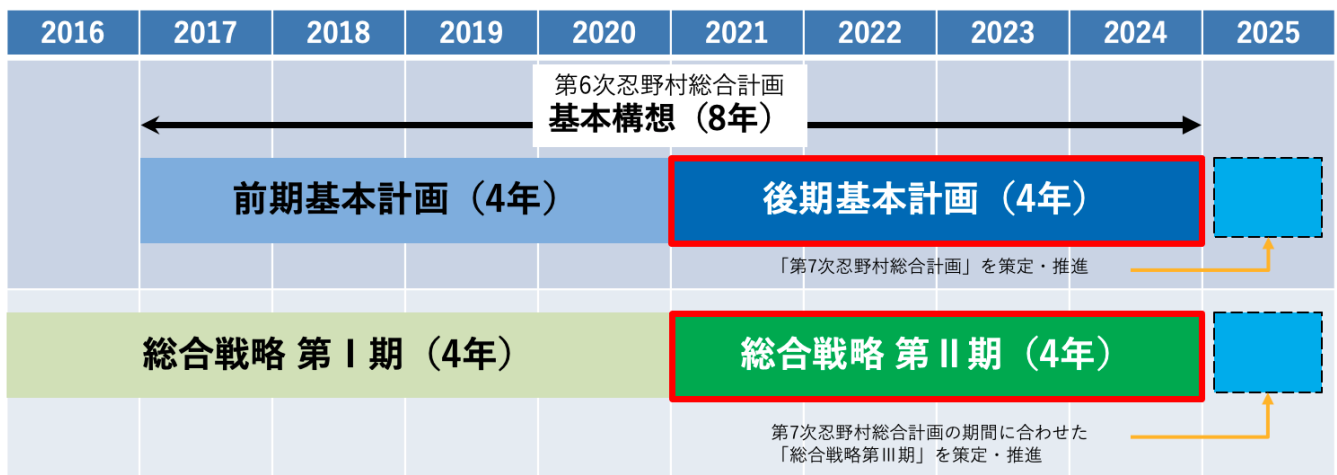 2016 2017 2018 2019 2020 2021 2022 2023 2024 2025
第6次忍野村総合計画
基本構想（8年）
前期基本計画（4年）
後期基本計画（4年）
「第7次忍野村総合計画」を策定・推進
総合戦略 第Ⅰ期（4年）
総合戦略 第Ⅱ期（4年）
第7次忍野村総合計画の期間に合わせた
「総合戦略第Ⅲ期」を策定・推進